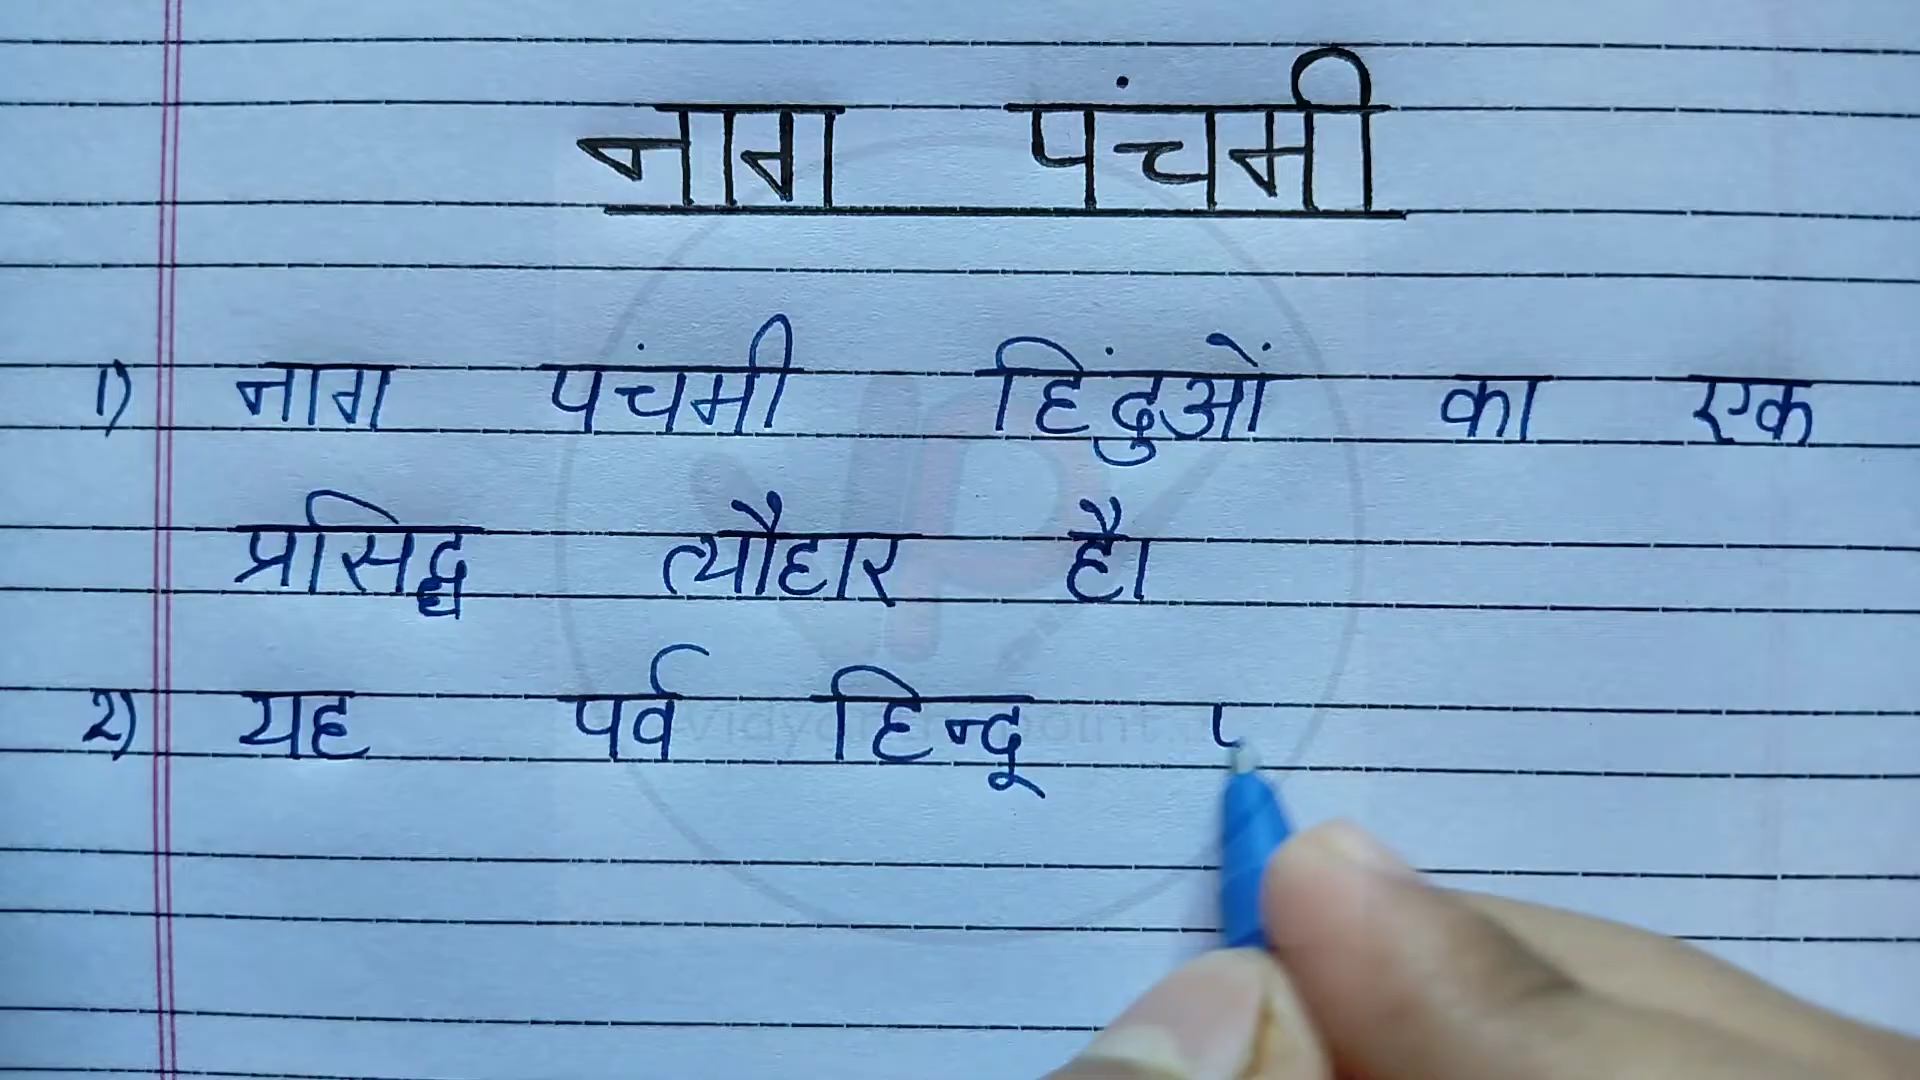 नाग पंचमी
1) नाग पंचमी हिंदुओं का एक
प्रसिद्ध त्यौहार है।
2) यह पर्व हिन्दू